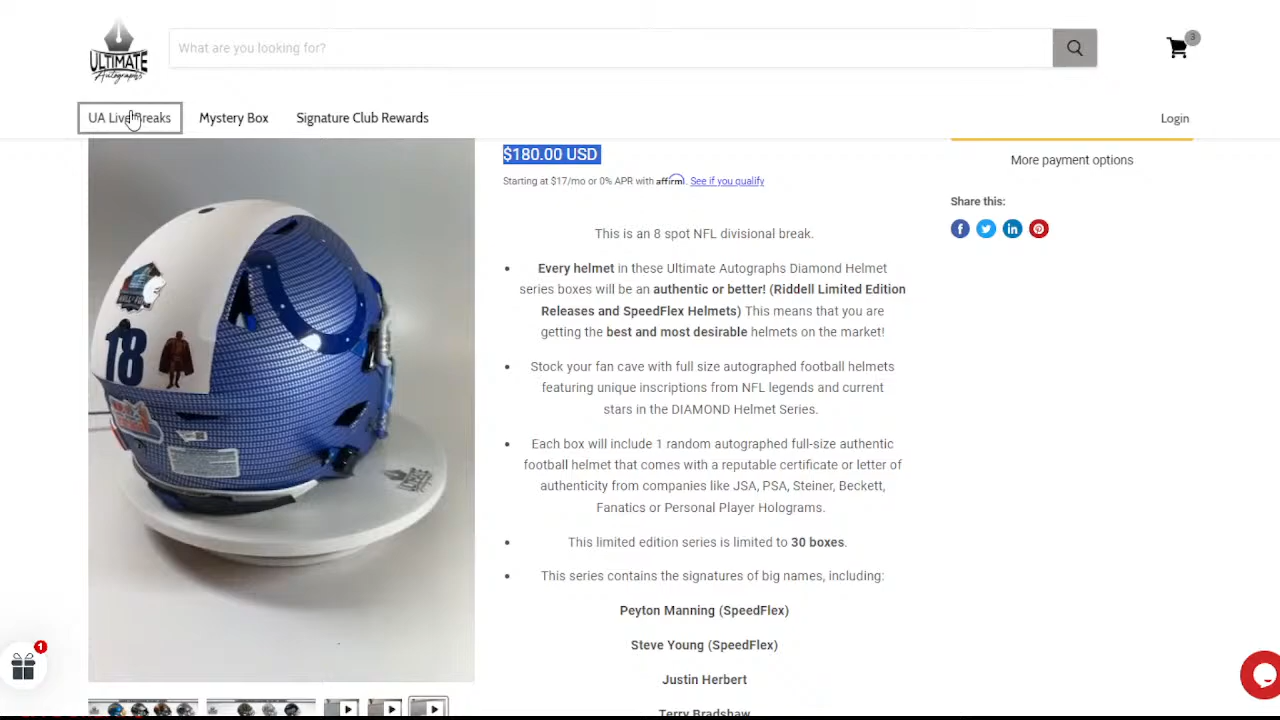 ULTIMATE
Autographs
What are you looking for?
3
UA Live Breaks
Mystery Box
Signature Club Rewards
Login
$180.00 USD
Starting at $17/mo or 0% APR with affirm. See if you qualify
This is an 8 spot NFL divisional break.
Every helmet in these Ultimate Autographs Diamond Helmet
series boxes will be an authentic or better! (Riddell Limited Edition
Releases and SpeedFlex Helmets) This means that you are
getting the best and most desirable helmets on the market!
Stock your fan cave with full size autographed football helmets
featuring unique inscriptions from NFL legends and current
stars in the DIAMOND Helmet Series.
Each box will include 1 random autographed full-size authentic
football helmet that comes with a reputable certificate or letter of
authenticity from companies like JSA, PSA, Steiner, Beckett,
Fanatics or Personal Player Holograms.
This limited edition series is limited to 30 boxes.
This series contains the signatures of big names, including:
Peyton Manning (SpeedFlex)
Steve Young (SpeedFlex)
Justin Herbert
Terry Bradshaw
More payment options
Share this:
18
1